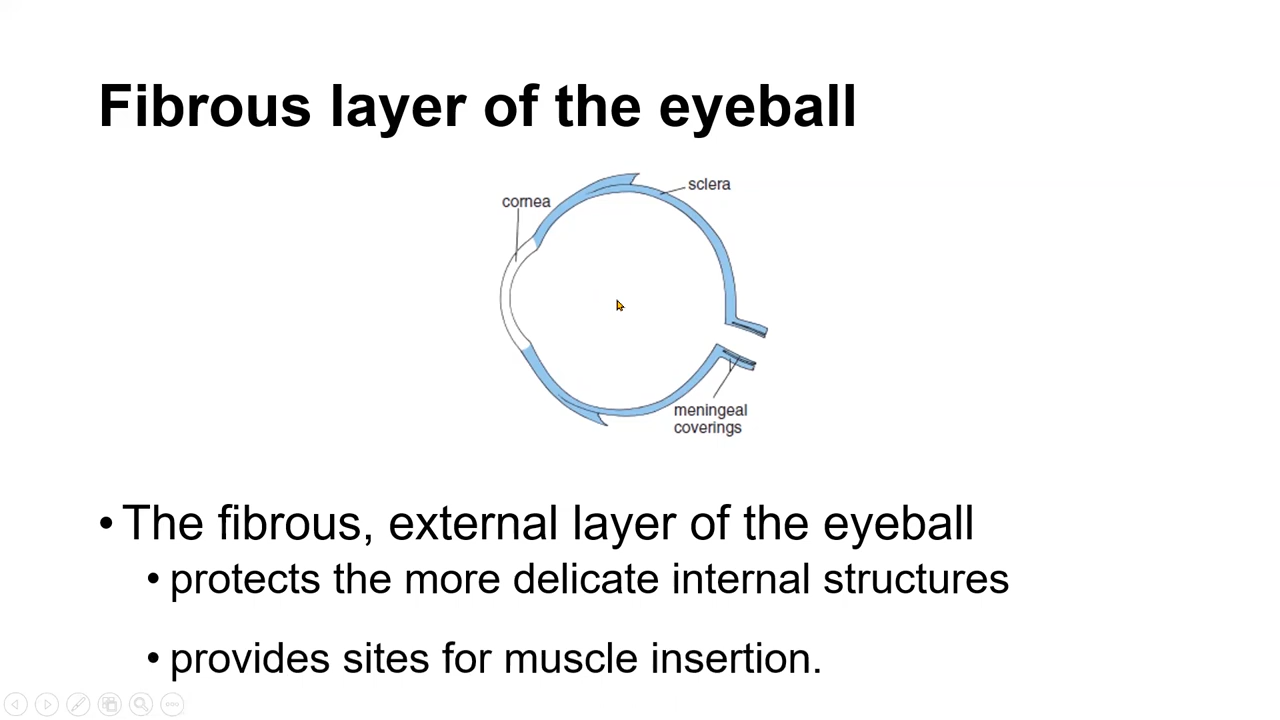 Fibrous layer of the eyeball
sclera
cornea
meningeal
coverings
• The fibrous, external layer of the eyeball
• protects the more delicate internal structures
• provides sites for muscle insertion.